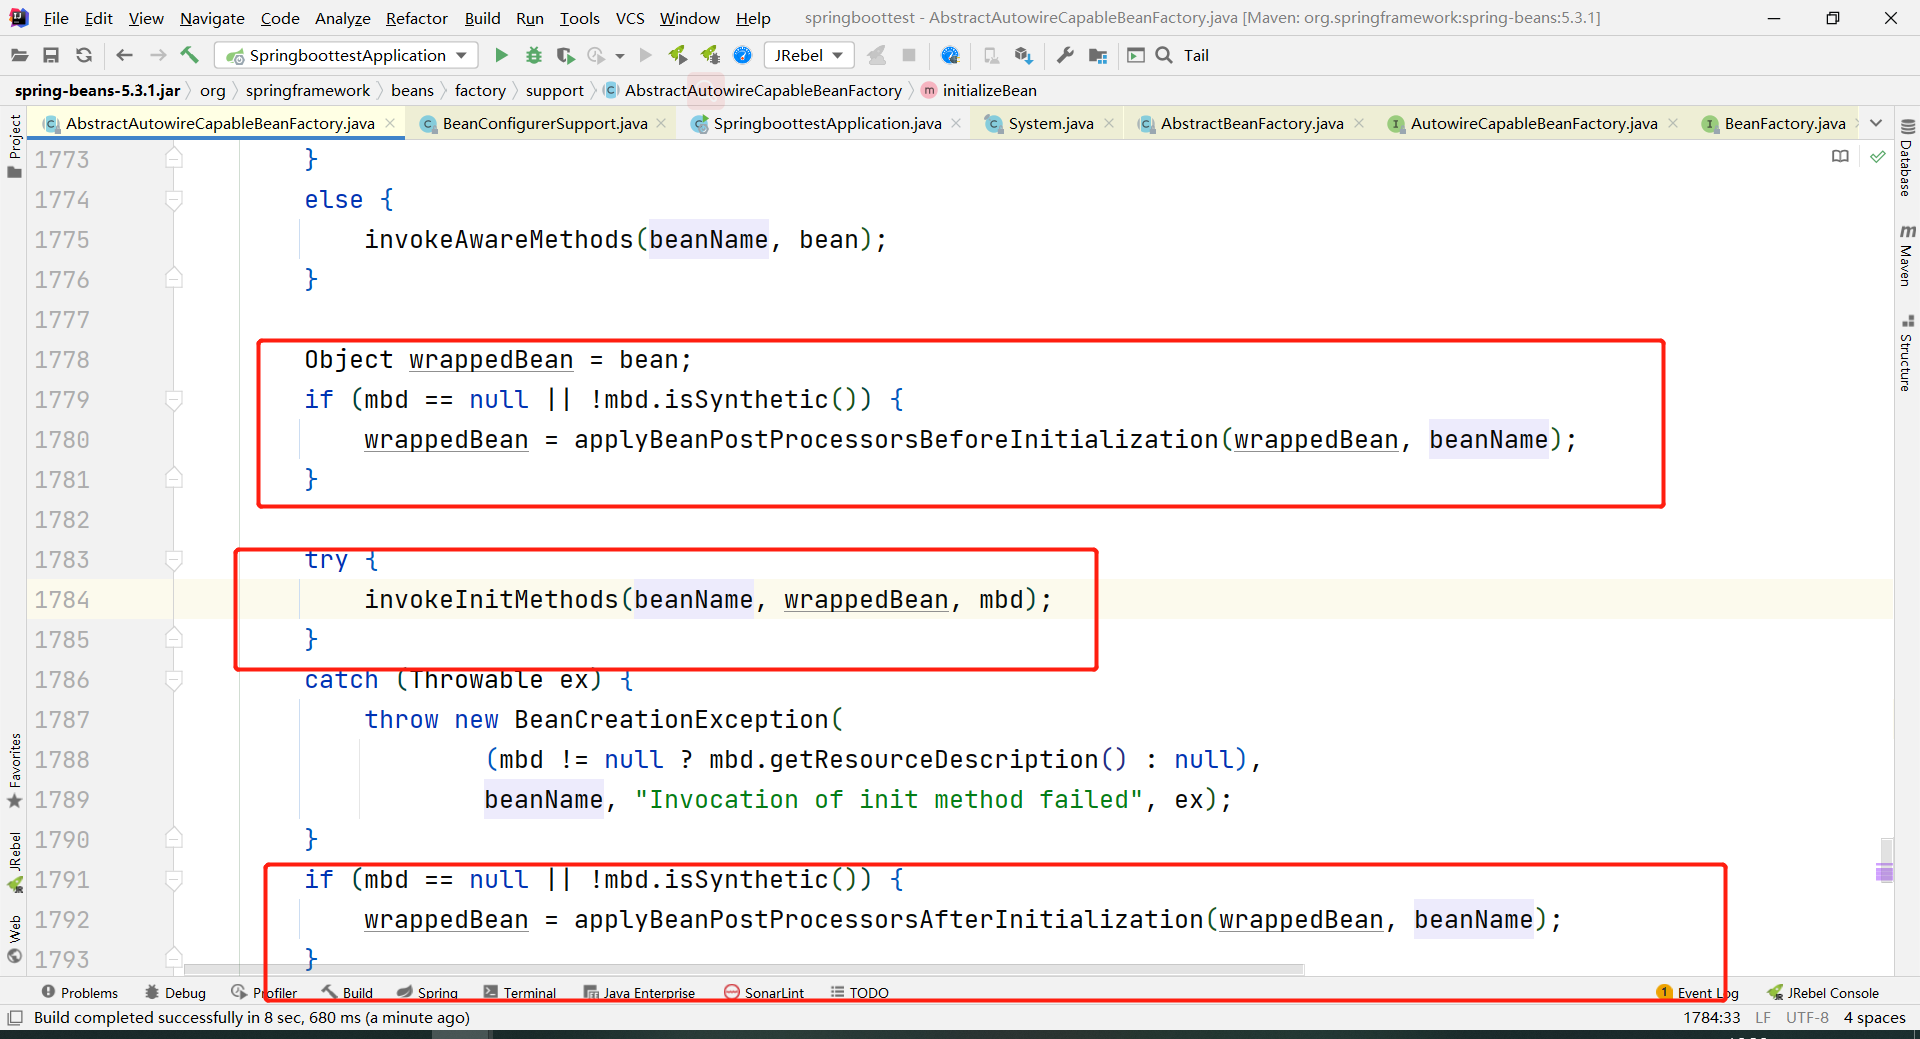 File Edit View Navigate Code Analyze Refactor Build Run Tools VCS Window Help springboottest - AbstractAutowireCapableBeanFactory.java [Maven: org.springframework:spring-beans:5.3.1]
SpringboottestApplication JRebel Tail
spring-beans-5.3.1.jar org springframework beans factory support AbstractAutowireCapableBeanFactory initializeBean
AbstractAutowireCapableBeanFactory.java BeanConfigurerSupport.java SpringboottestApplication.java System.java AbstractBeanFactory.java AutowireCapableBeanFactory.java BeanFactory.java
Project
Favorites
JRebel
Web
1773 }
1774 else {
1775 invokeAwareMethods(beanName, bean);
1776 }
1777
1778 Object wrappedBean = bean;
1779 if (mbd == null || !mbd.isSynthetic()) {
1780 wrappedBean = applyBeanPostProcessorsBeforeInitialization(wrappedBean, beanName);
1781 }
1782
1783 try {
1784 invokeInitMethods(beanName, wrappedBean, mbd);
1785 }
1786 catch (Throwable ex) {
1787 throw new BeanCreationException(
1788 (mbd != null ? mbd.getResourceDescription() : null),
1789 beanName, "Invocation of init method failed", ex);
1790 }
1791 if (mbd == null || !mbd.isSynthetic()) {
1792 wrappedBean = applyBeanPostProcessorsAfterInitialization(wrappedBean, beanName);
1793 }
Database
Maven
Structure
Problems Debug Profiler Build Spring Terminal Java Enterprise SonarLint TODO 1 Event Log JRebel Console
Build completed successfully in 8 sec, 680 ms (a minute ago) 1784:33 LF UTF-8 4 spaces